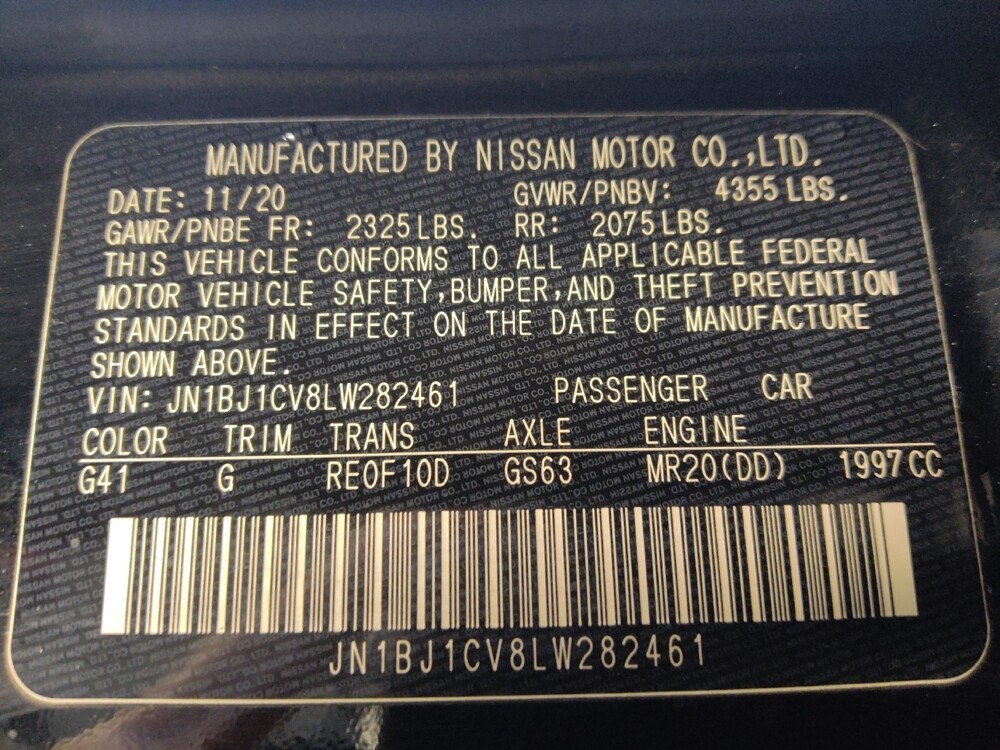 MANUFACTURED BY NISSAN MOTOR CO.,LTD.
DATE: 11/20 GVWR/PNBV: 4355 LBS.
GAWR/PNBE FR: 2325 LBS. RR: 2075 LBS.
THIS VEHICLE CONFORMS TO ALL APPLICABLE FEDERAL
MOTOR VEHICLE SAFETY,BUMPER,AND THEFT PREVENTION
STANDARDS IN EFFECT ON THE DATE OF MANUFACTURE
SHOWN ABOVE.
VIN: JN1BJ1CV8LW282461 PASSENGER CAR
COLOR TRIM TRANS AXLE ENGINE
G41 G RE0F10D GS63 MR20(DD) 1997 CC
JN1BJ1CV8LW282461